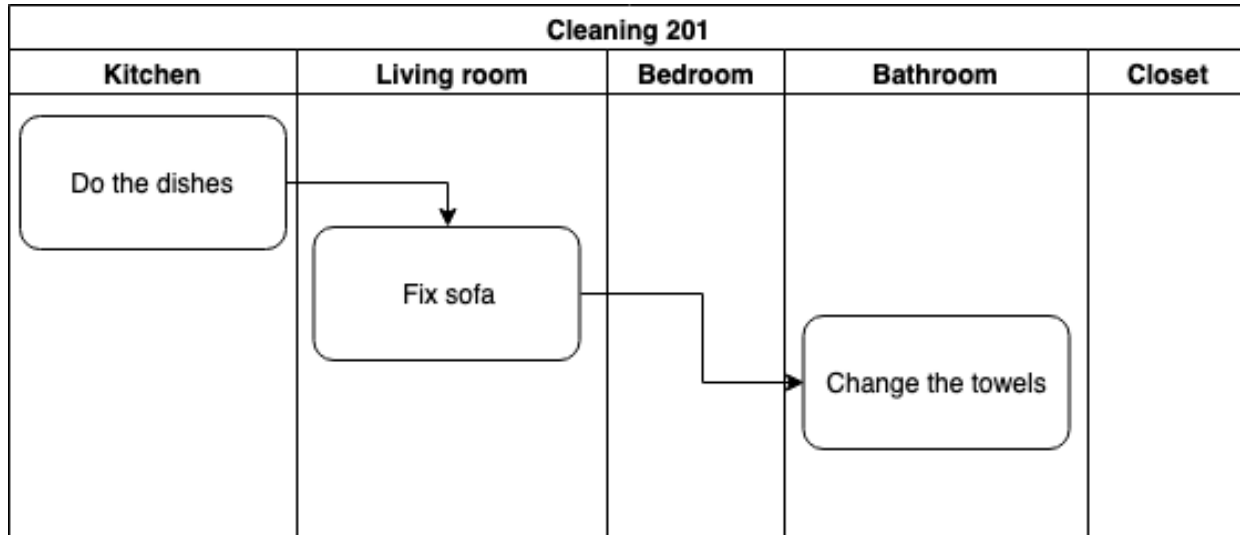 Cleaning 201
Kitchen
Living room
Bedroom
Bathroom
Closet
Do the dishes
Fix sofa
Change the towels